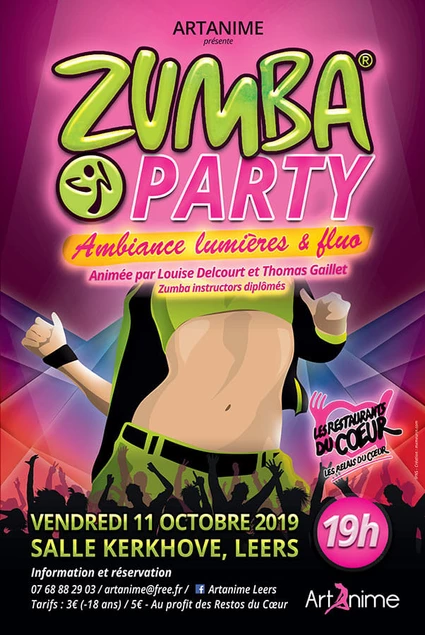 ARTANIME
présente
ZUMBA®
PARTY
Ambiance lumières & fluo
Animée par Louise Delcourt et Thomas Gaillet
Zumba instructors diplômés
LES RESTAURANTS
DU CŒUR
LES RELAIS DU CŒUR
VENDREDI 11 OCTOBRE 2019
19h
SALLE KERKHOVE, LEERS
Information et réservation
07 68 88 29 03 / artanime@free.fr / f Artanime Leers
Tarifs : 3€ (-18 ans) / 5€ - Au profit des Restos du Cœur
ArtAnime